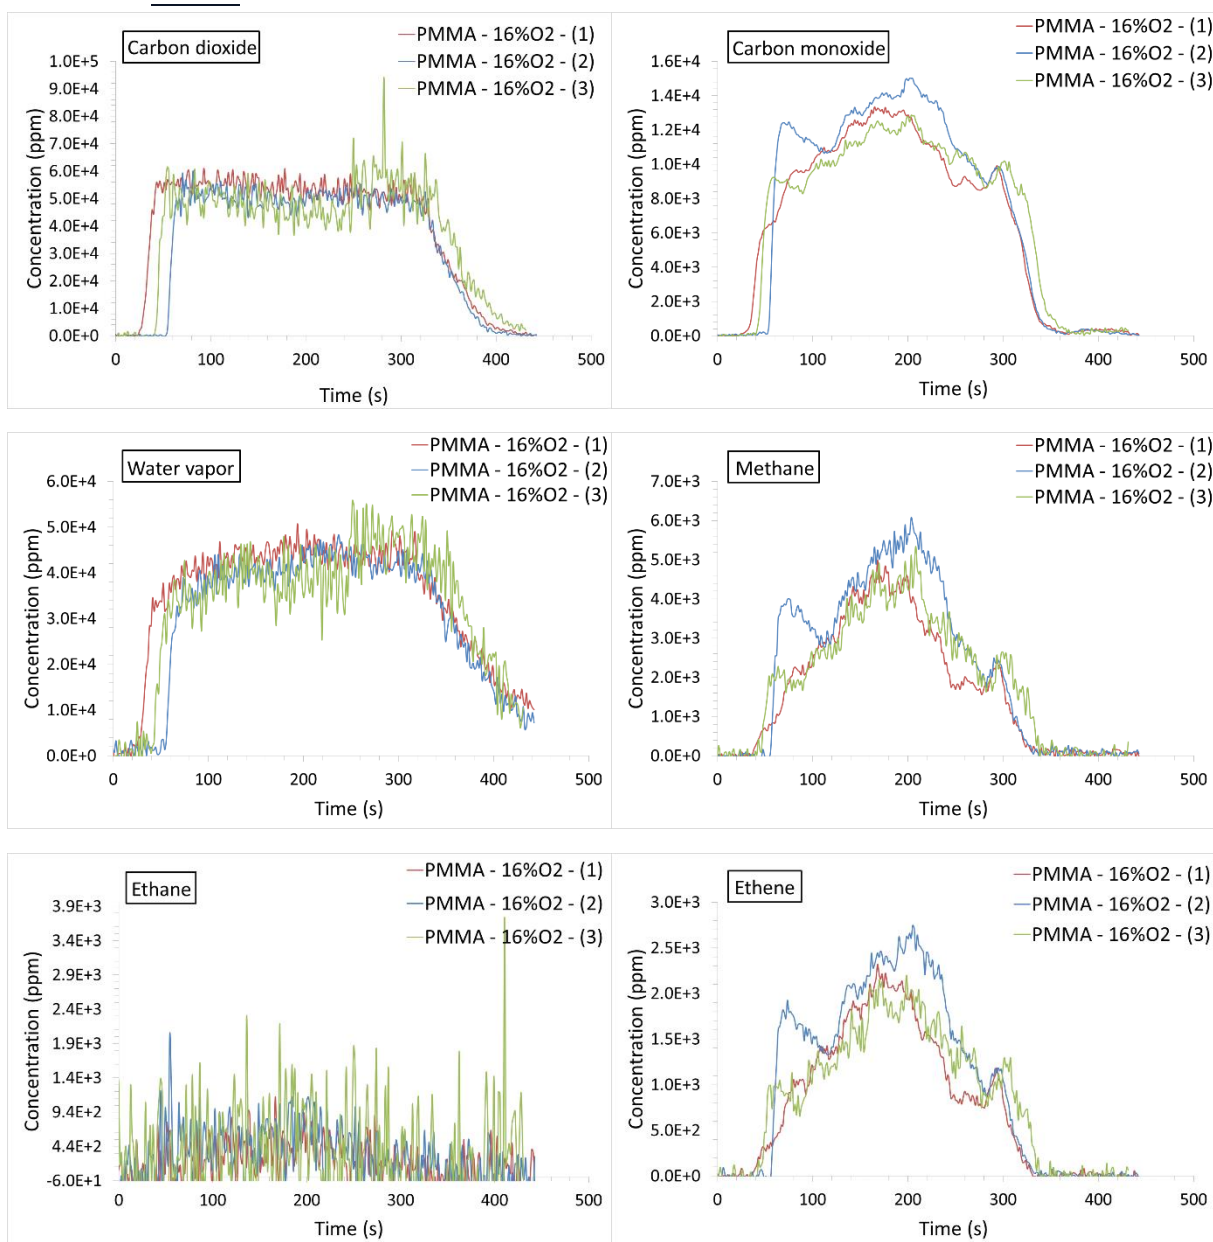 Carbon dioxide
PMMA - 16%O2 - (1)
PMMA - 16%O2 - (2)
PMMA - 16%O2 - (3)
Concentration (ppm)
1.0E+5
9.0E+4
8.0E+4
7.0E+4
6.0E+4
5.0E+4
4.0E+4
3.0E+4
2.0E+4
1.0E+4
0.0E+0
0 100 200 300 400 500
Time (s)
Carbon monoxide
PMMA - 16%O2 - (1)
PMMA - 16%O2 - (2)
PMMA - 16%O2 - (3)
Concentration (ppm)
1.6E+4
1.4E+4
1.2E+4
1.0E+4
8.0E+3
6.0E+3
4.0E+3
2.0E+3
0.0E+0
0 100 200 300 400 500
Time (s)
Water vapor
PMMA - 16%O2 - (1)
PMMA - 16%O2 - (2)
PMMA - 16%O2 - (3)
Concentration (ppm)
6.0E+4
5.0E+4
4.0E+4
3.0E+4
2.0E+4
1.0E+4
0.0E+0
0 100 200 300 400 500
Time (s)
Methane
PMMA - 16%O2 - (1)
PMMA - 16%O2 - (2)
PMMA - 16%O2 - (3)
Concentration (ppm)
7.0E+3
6.0E+3
5.0E+3
4.0E+3
3.0E+3
2.0E+3
1.0E+3
0.0E+0
0 100 200 300 400 500
Time (s)
Ethane
PMMA - 16%O2 - (1)
PMMA - 16%O2 - (2)
PMMA - 16%O2 - (3)
Concentration (ppm)
3.9E+3
3.4E+3
2.9E+3
2.4E+3
1.9E+3
1.4E+3
9.4E+2
4.4E+2
-6.0E+1
0 100 200 300 400 500
Time (s)
Ethene
PMMA - 16%O2 - (1)
PMMA - 16%O2 - (2)
PMMA - 16%O2 - (3)
Concentration (ppm)
3.0E+3
2.5E+3
2.0E+3
1.5E+3
1.0E+3
5.0E+2
0.0E+0
0 100 200 300 400 500
Time (s)